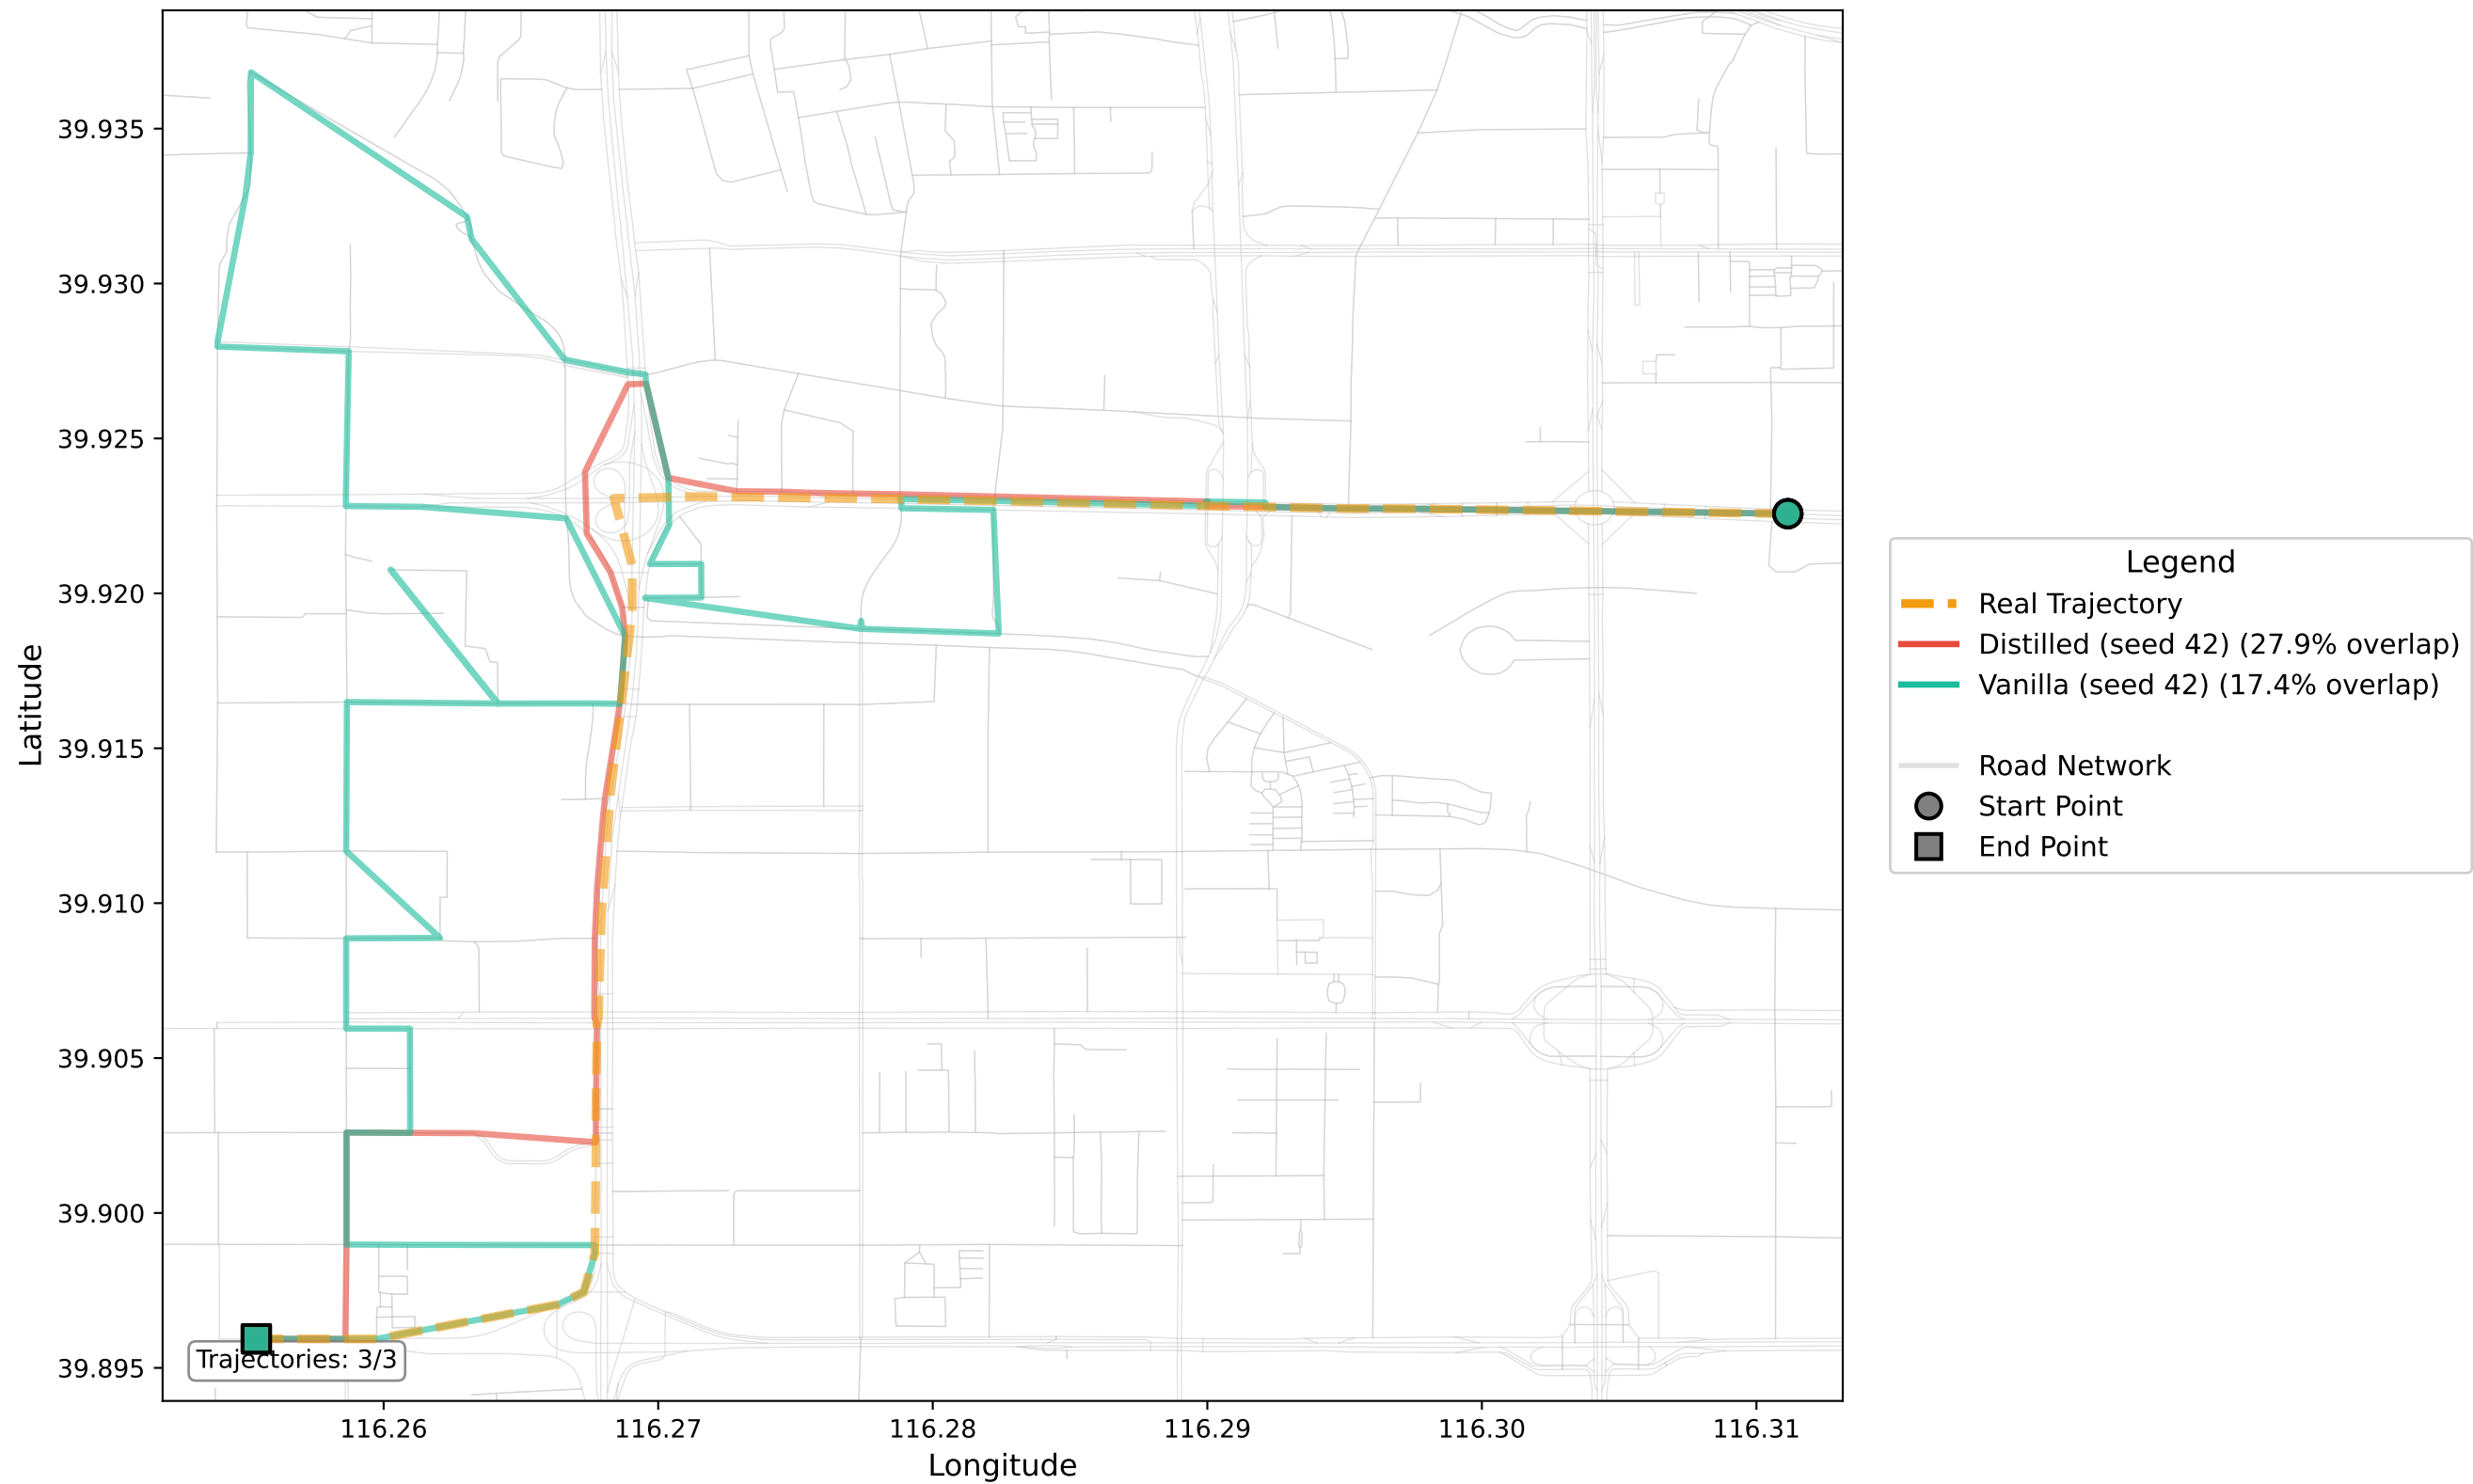 39.935
39.930
39.925
39.920
39.915
39.910
39.905
39.900
39.895
Latitude
116.26
116.27
116.28
116.29
116.30
116.31
Longitude
Trajectories: 3/3
Legend
Real Trajectory
Distilled (seed 42) (27.9% overlap)
Vanilla (seed 42) (17.4% overlap)
Road Network
Start Point
End Point